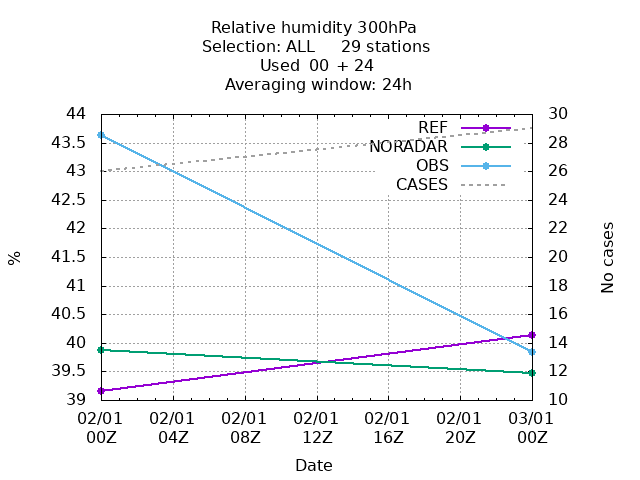 Relative humidity 300hPa
Selection: ALL 29 stations
Used 00 + 24
Averaging window: 24h
44
43.5
43
42.5
42
41.5
41
40.5
40
39.5
39
%
REF
NORADAR
OBS
CASES
30
28
26
24
22
20
18
16
14
12
10
No cases
02/01 02/01 02/01 02/01 02/01 02/01 03/01
00Z 04Z 08Z 12Z 16Z 20Z 00Z
Date